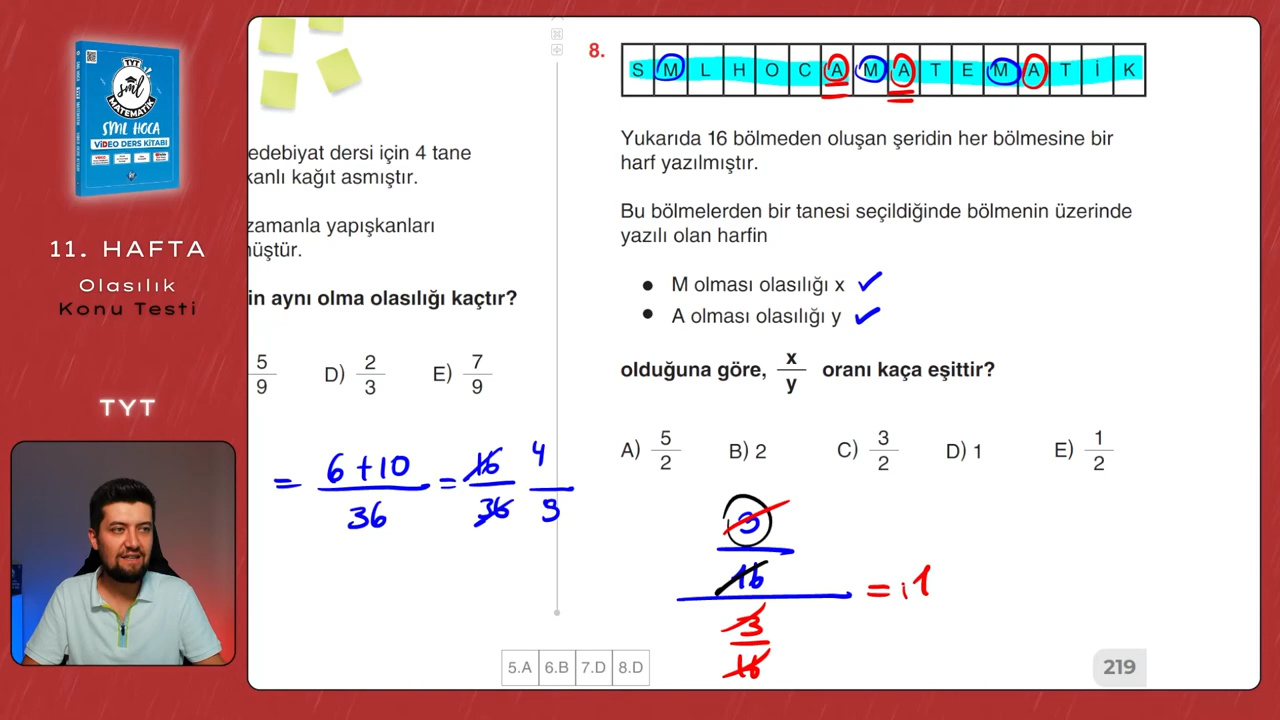 TYT
sml
MATEMATİK
SML HOCA
VİDEO DERS KİTABI
11. HAFTA
Olasılık
Konu Testi
TYT
edebiyat dersi için 4 tane
kanlı kağıt asmıştır.
zamanla yapışkanları
nüştür.
in aynı olma olasılığı kaçtır?
5/9 D) 2/3 E) 7/9
= 6+10/36 = 16/36 4/9
8.
S M L H O C A M A T E M A T İ K
Yukarıda 16 bölmeden oluşan şeridin her bölmesine bir
harf yazılmıştır.
Bu bölmelerden bir tanesi seçildiğinde bölmenin üzerinde
yazılı olan harfin
● M olması olasılığı x ✓
● A olması olasılığı y ✓
olduğuna göre, x/y oranı kaça eşittir?
A) 5/2 B) 2 C) 3/2 D) 1 E) 1/2
3
16
= 1
3
16
5.A 6.B 7.D 8.D
219